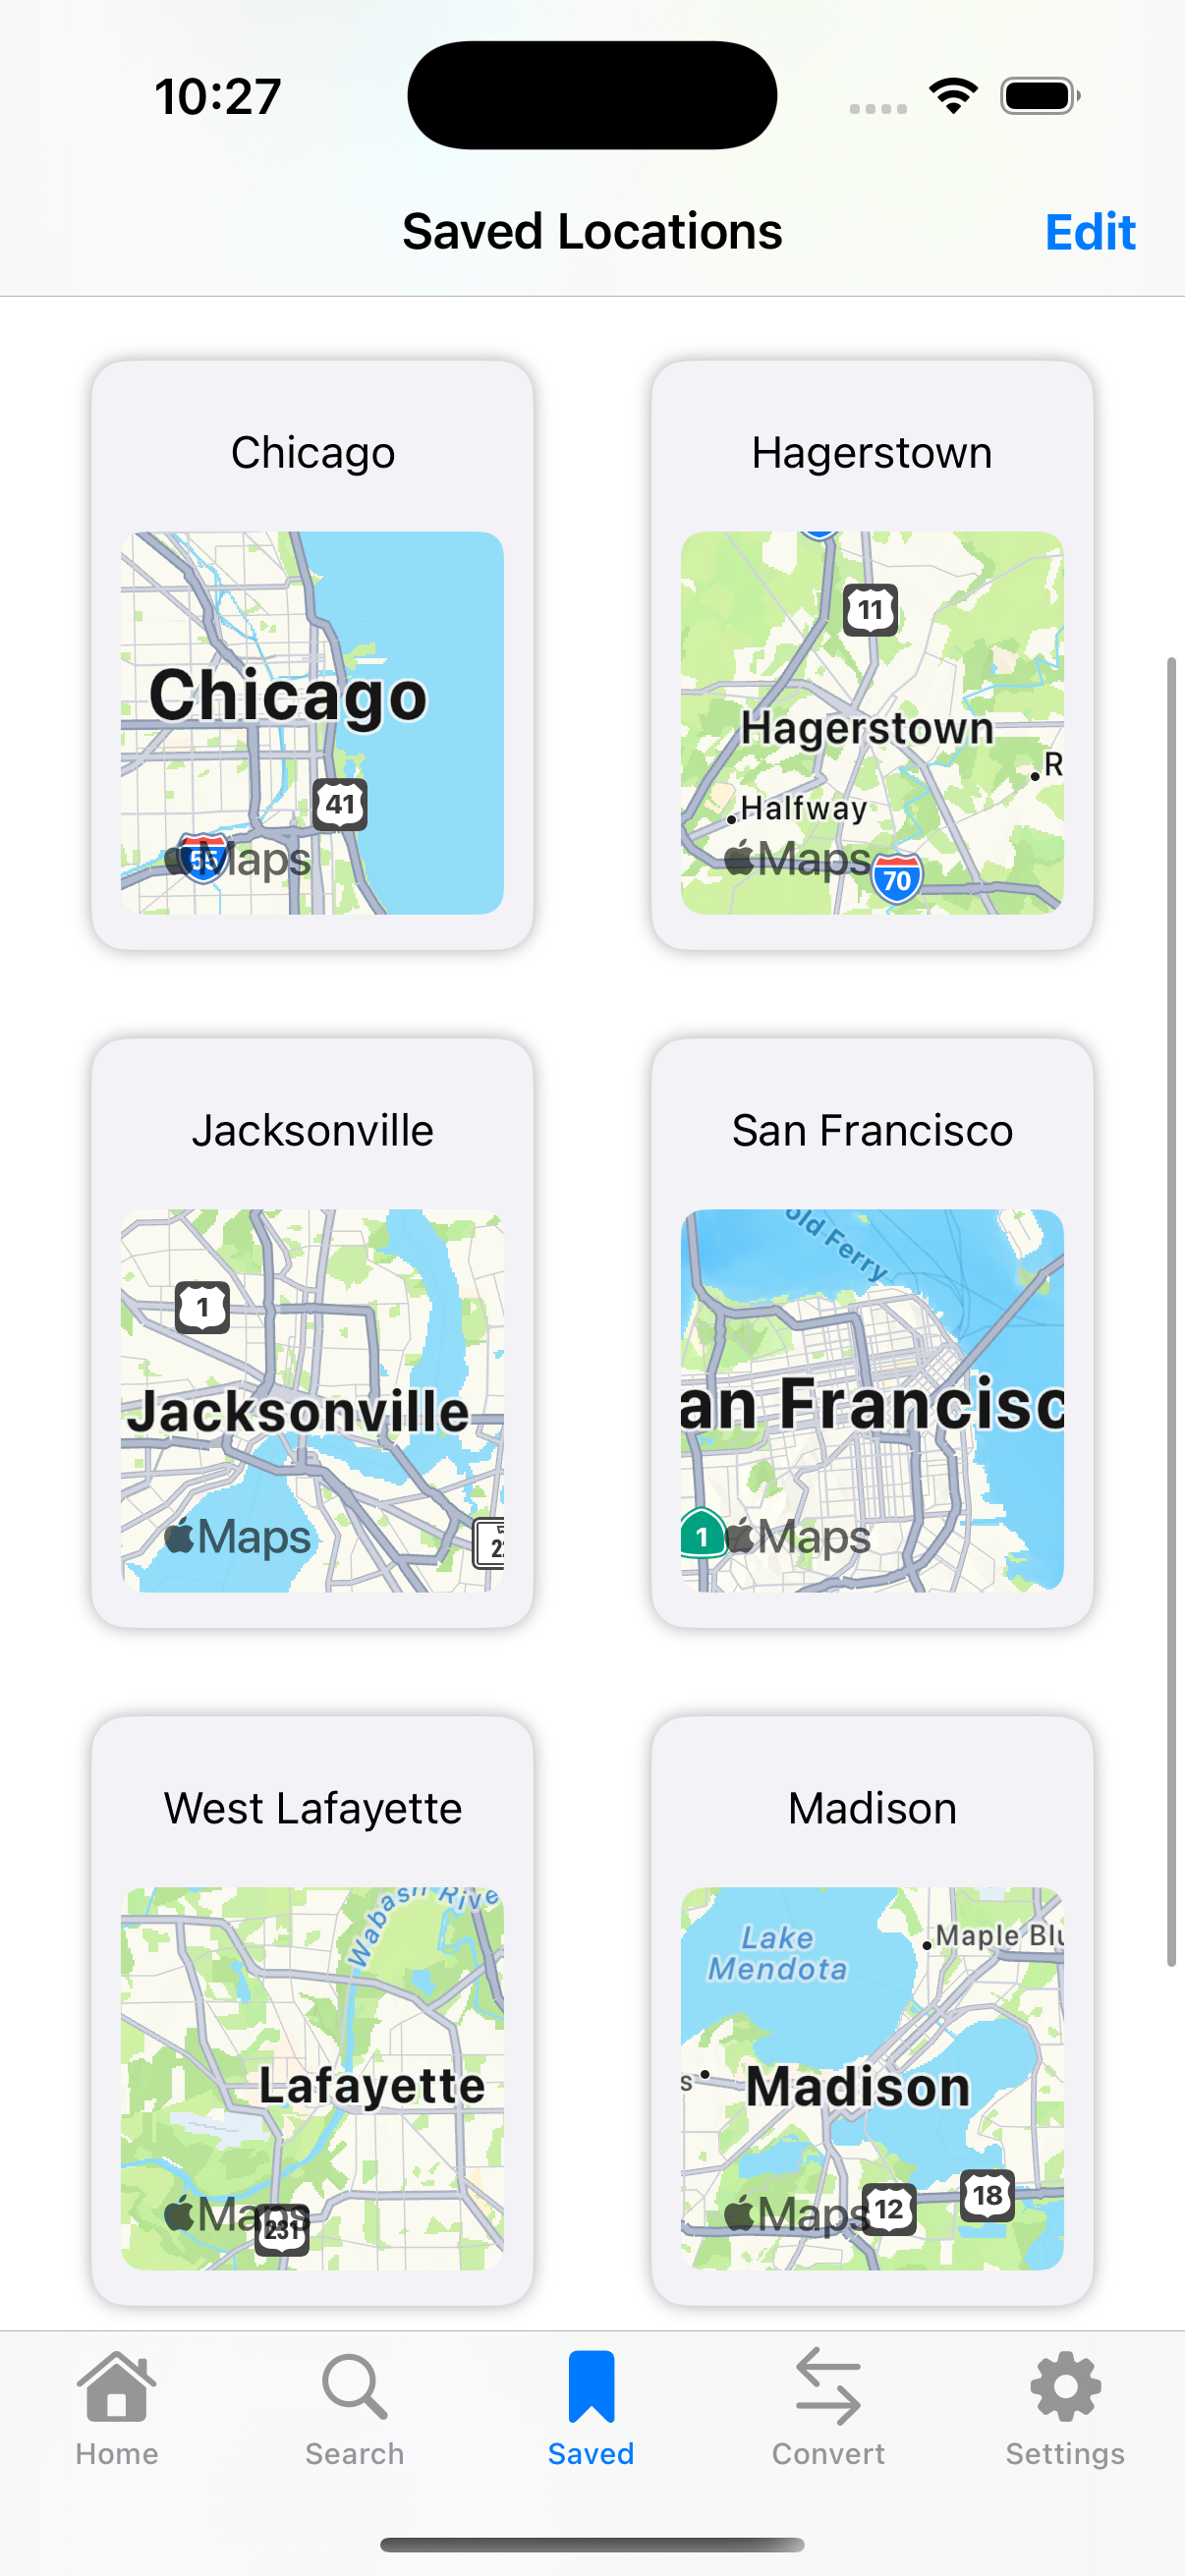 10:27
Saved Locations
Edit
Chicago
Hagerstown
Chicago
41
55
Maps
11
Hagerstown
R
Halfway
Maps
70
Jacksonville
San Francisco
1
Jacksonville
Maps
22
old Ferry
an Francisc
1
Maps
West Lafayette
Madison
Wabash Rive
Lafayette
Maps
231
Lake
Mendota
Maple Blu
s
Madison
Maps
12
18
Home
Search
Saved
Convert
Settings